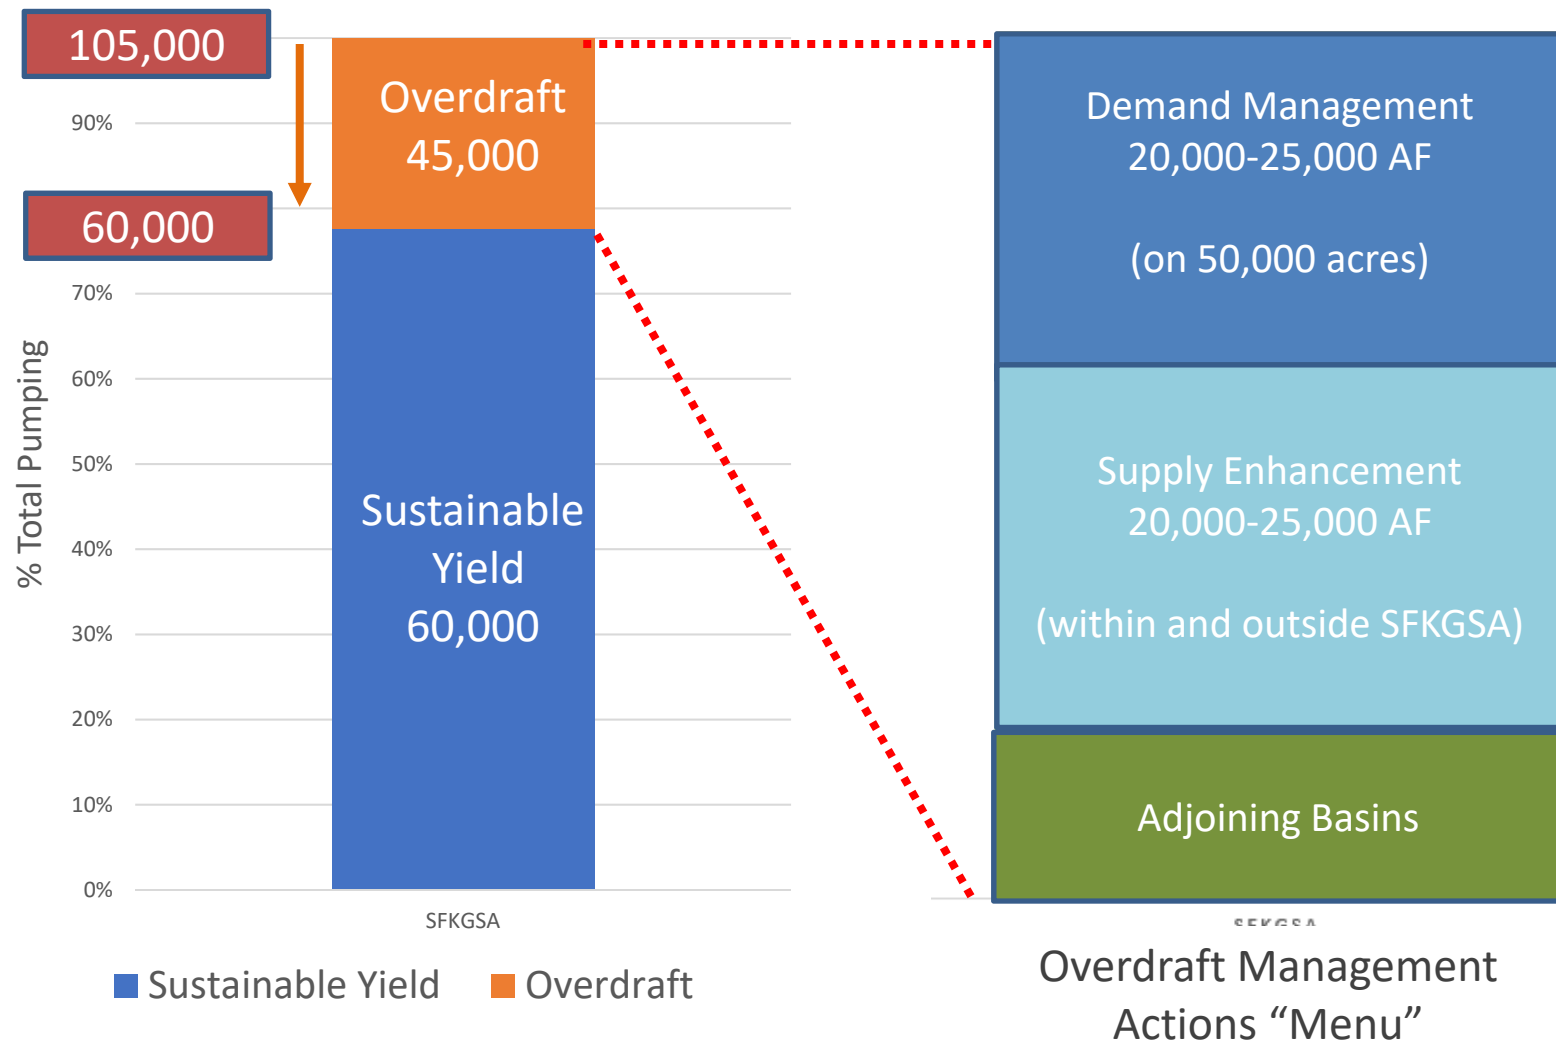 105,000
60,000
90%
70%
60%
50%
40%
30%
20%
10%
0%
% Total Pumping
Overdraft
45,000
Sustainable
Yield
60,000
SFKGSA
Sustainable Yield
Overdraft
Demand Management
20,000-25,000 AF
(on 50,000 acres)
Supply Enhancement
20,000-25,000 AF
(within and outside SFKGSA)
Adjoining Basins
SFKGSA
Overdraft Management
Actions “Menu”